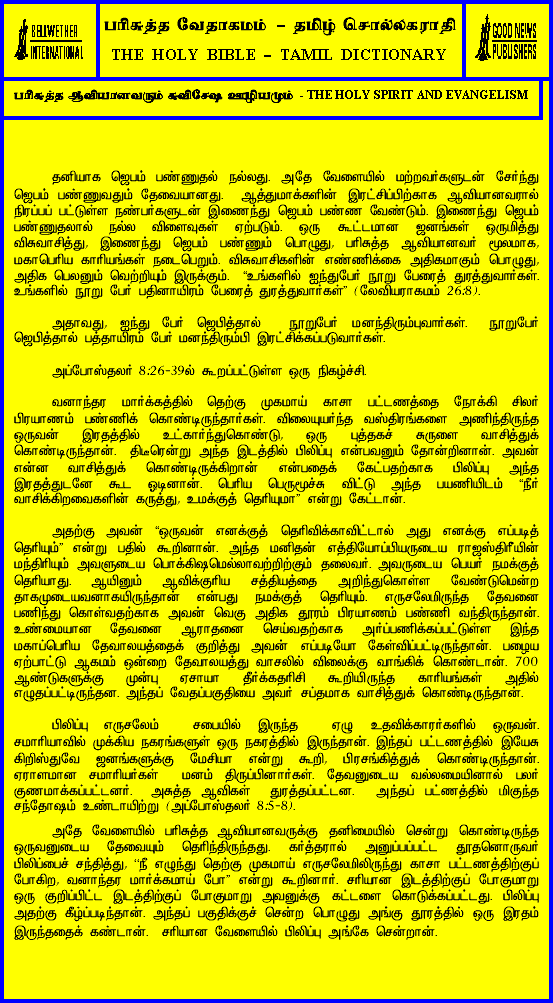 BELLWETHER
INTERNATIONAL
பரிசுத்த வேதாகமம் – தமிழ் சொல்லகராதி
THE HOLY BIBLE – TAMIL DICTIONARY
GOOD NEWS
PUBLISHERS
பரிசுத்த ஆவியானவரும் சுவிசேஷ ஊழியமும் - THE HOLY SPIRIT AND EVANGELISM
தனியாக ஜெபம் பண்ணுதல் நல்லது. அதே வேளையில் மற்றவர்களுடன் சேர்ந்து
ஜெபம் பண்ணுவதும் தேவையானது. ஆத்துமாக்களின் இரட்சிப்பிற்காக ஆவியானவரால்
நிரப்பப் பட்டுள்ள நண்பர்களுடன் இணைந்து ஜெபம் பண்ண வேண்டும். இணைந்து ஜெபம்
பண்ணுதலால் நல்ல விளைவுகள் ஏற்படும். ஒரு கூட்டமான ஜனங்கள் ஒருமித்து
விசுவாசித்து, இணைந்து ஜெபம் பண்ணும் பொழுது, பரிசுத்த ஆவியானவர் மூலமாக,
மகாபெரிய காரியங்கள் நடைபெறும். விசுவாசிகளின் எண்ணிக்கை அதிகமாகும் பொழுது,
அதிக பெலனும் வெற்றியும் இருக்கும். “உங்களில் ஐந்துபேர் நூறு பேரைத் துரத்துவார்கள்.
உங்களில் நூறு பேர் பதினாயிரம் பேரைத் துரத்துவார்கள்” (லேவியராகமம் 26:8).
அதாவது, ஐந்து பேர் ஜெபித்தால் நூறுபேர் மனந்திரும்புவார்கள். நூறுபேர்
ஜெபித்தால் பத்தாயிரம் பேர் மனந்திரும்பி இரட்சிக்கப்படுவார்கள்.
அப்போஸ்தலர் 8:26-39ல் கூறப்பட்டுள்ள ஒரு நிகழ்ச்சி.
வனாந்தர மார்க்கத்தில் தெற்கு முகமாய் காசா பட்டணத்தை நோக்கி சிலர்
பிரயாணம் பண்ணிக் கொண்டிருந்தார்கள். விலையுயர்ந்த வஸ்திரங்களை அணிந்திருந்த
ஒருவன் இரதத்தில் உட்கார்ந்துகொண்டு, ஒரு புத்தகச் சுருளை வாசித்துக்
கொண்டிருந்தான். திடீரென்று அந்த இடத்தில் பிலிப்பு என்பவனும் தோன்றினான். அவன்
என்ன வாசித்துக் கொண்டிருக்கிறான் என்பதைக் கேட்பதற்காக பிலிப்பு அந்த
இரதத்துடனே கூட ஓடினான். பெரிய பெருமூச்சு விட்டு அந்த பயணியிடம் “நீர்
வாசிக்கிறவைகளின் கருத்து, உமக்குத் தெரியுமா” என்று கேட்டான்.
அதற்கு அவன் “ஒருவன் எனக்குத் தெரிவிக்காவிட்டால் அது எனக்கு எப்படித்
தெரியும்” என்று பதில் கூறினான். அந்த மனிதன் எத்தியோப்பியருடைய ராஜஸ்திரீயின்
மந்திரியும் அவளுடைய பொக்கிஷமெல்லாவற்றிற்கும் தலைவர். அவருடைய பெயர் நமக்குத்
தெரியாது. ஆயினும் ஆவிக்குரிய சத்தியத்தை அறிந்துகொள்ள வேண்டுமென்ற
தாகமுடையவனாகயிருந்தான் என்பது நமக்குத் தெரியும். எருசலேமிருந்த தேவனை
பணிந்து கொள்வதற்காக அவன் வெகு அதிக தூரம் பிரயாணம் பண்ணி வந்திருந்தான்.
உண்மையான தேவனை ஆராதனை செய்வதற்காக அர்ப்பணிக்கப்பட்டுள்ள இந்த
மகாப்பெரிய தேவாலயத்தைக் குறித்து அவன் எப்படியோ கேள்விப்பட்டிருந்தான். பழைய
ஏற்பாட்டு ஆகமம் ஒன்றை தேவாலயத்து வாசலில் விலைக்கு வாங்கிக் கொண்டான். 700
ஆண்டுகளுக்கு முன்பு ஏசாயா தீர்க்கதரிசி கூறியிருந்த காரியங்கள் அதில்
எழுதப்பட்டிருந்தன. அந்தப் வேதப்பகுதியை அவர் சப்தமாக வாசித்துக் கொண்டிருந்தான்.
பிலிப்பு எருசலேம் சபையில் இருந்த ஏழு உதவிக்காரர்களில் ஒருவன்.
சமாரியாவில் முக்கிய நகரங்களுள் ஒரு நகரத்தில் இருந்தான். இந்தப் பட்டணத்தில் இயேசு
கிறிஸ்துவே ஜனங்களுக்கு மேசியா என்று கூறி, பிரசங்கித்துக் கொண்டிருந்தான்.
ஏராளமான சமாரியர்கள் மனம் திருப்பினார்கள். தேவனுடைய வல்லமையினால் பலர்
குணமாக்கப்பட்டனர். அசுத்த ஆவிகள் துரத்தப்பட்டன. அந்தப் பட்ணத்தில் மிகுந்த
சந்தோஷம் உண்டாயிற்று (அப்போஸ்தலர் 8:5-8).
அதே வேளையில் பரிசுத்த ஆவியானவருக்கு தனிமையில் சென்று கொண்டிருந்த
ஒருவனுடைய தேவையும் தெரிந்திருந்தது. கர்த்தரால் அனுப்பப்பட்ட தூதனொருவர்
பிலிப்பைச் சந்தித்து, “நீ எழுந்து தெற்கு முகமாய் எருசலேமிலிருந்து காசா பட்டணத்திற்குப்
போகிற, வனாந்தர மார்க்கமாய் போ” என்று கூறினார். சரியான இடத்திற்குப் போகுமாறு
ஒரு குறிப்பிட்ட இடத்திற்குப் போகுமாறு அவனுக்கு கட்டளை கொடுக்கப்பட்டது. பிலிப்பு
அதற்கு கீழ்ப்படிந்தான். அந்தப் பகுதிக்குச் சென்ற பொழுது அங்கு தூரத்தில் ஒரு இரதம்
இருந்ததைக் கண்டான். சரியான வேளையில் பிலிப்பு அங்கே சென்றான்.